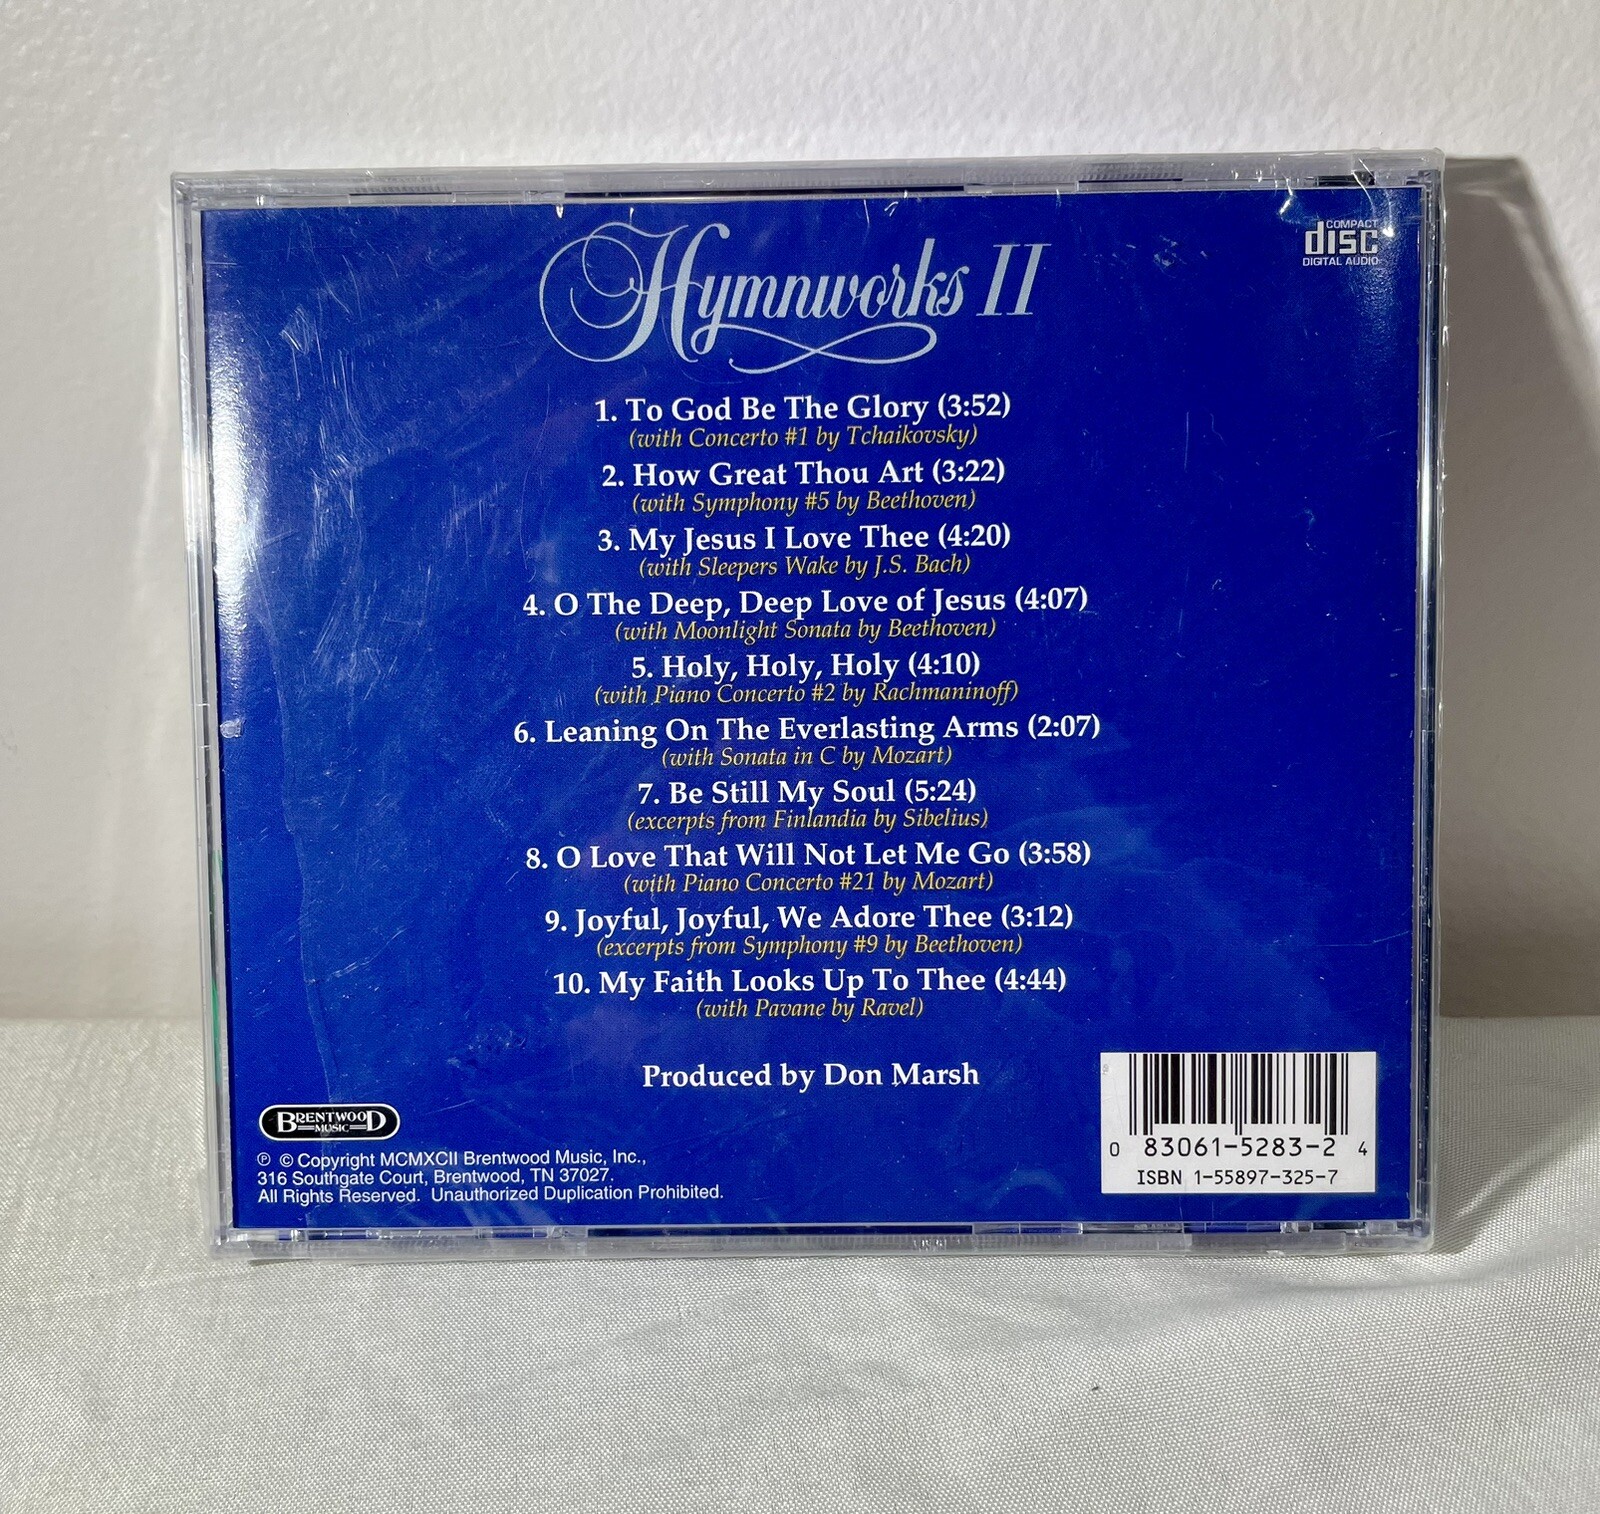 Hymnworks II
COMPACT
disc
DIGITAL AUDIO
1. To God Be The Glory (3:52)
(with Concerto #1 by Tchaikovsky)
2. How Great Thou Art (3:22)
(with Symphony #5 by Beethoven)
3. My Jesus I Love Thee (4:20)
(with Sleepers Wake by J.S. Bach)
4. O The Deep, Deep Love of Jesus (4:07)
(with Moonlight Sonata by Beethoven)
5. Holy, Holy, Holy (4:10)
(with Piano Concerto #2 by Rachmaninoff)
6. Leaning On The Everlasting Arms (2:07)
(with Sonata in C by Mozart)
7. Be Still My Soul (5:24)
(excerpts from Finlandia by Sibelius)
8. O Love That Will Not Let Me Go (3:58)
(with Piano Concerto #21 by Mozart)
9. Joyful, Joyful, We Adore Thee (3:12)
(excerpts from Symphony #9 by Beethoven)
10. My Faith Looks Up To Thee (4:44)
(with Pavane by Ravel)
Produced by Don Marsh
BRENTWOOD
MUSIC
℗ © Copyright MCMXCII Brentwood Music, Inc.,
316 Southgate Court, Brentwood, TN 37027.
All Rights Reserved. Unauthorized Duplication Prohibited.
0 83061-5283-2 4
ISBN 1-55897-325-7